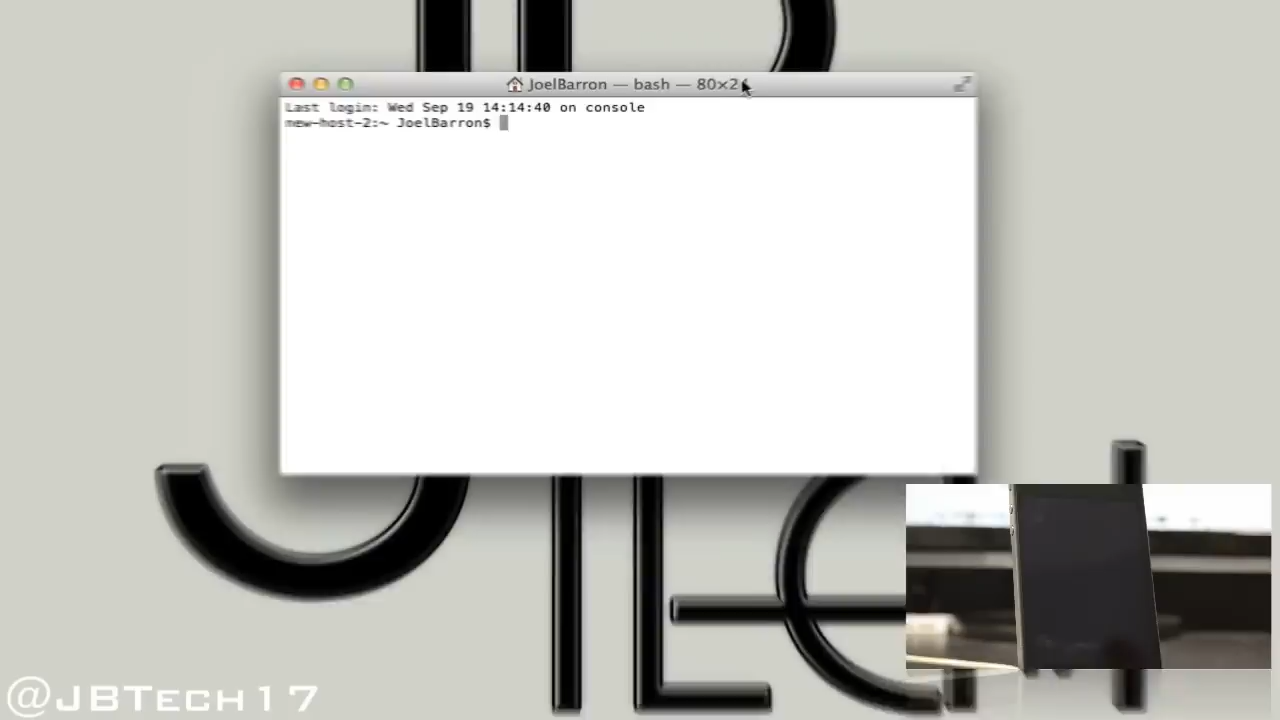 JoelBarron — bash — 80×24
Last login: Wed Sep 19 14:14:40 on console
new-host-2:~ JoelBarron$
@JBTech17